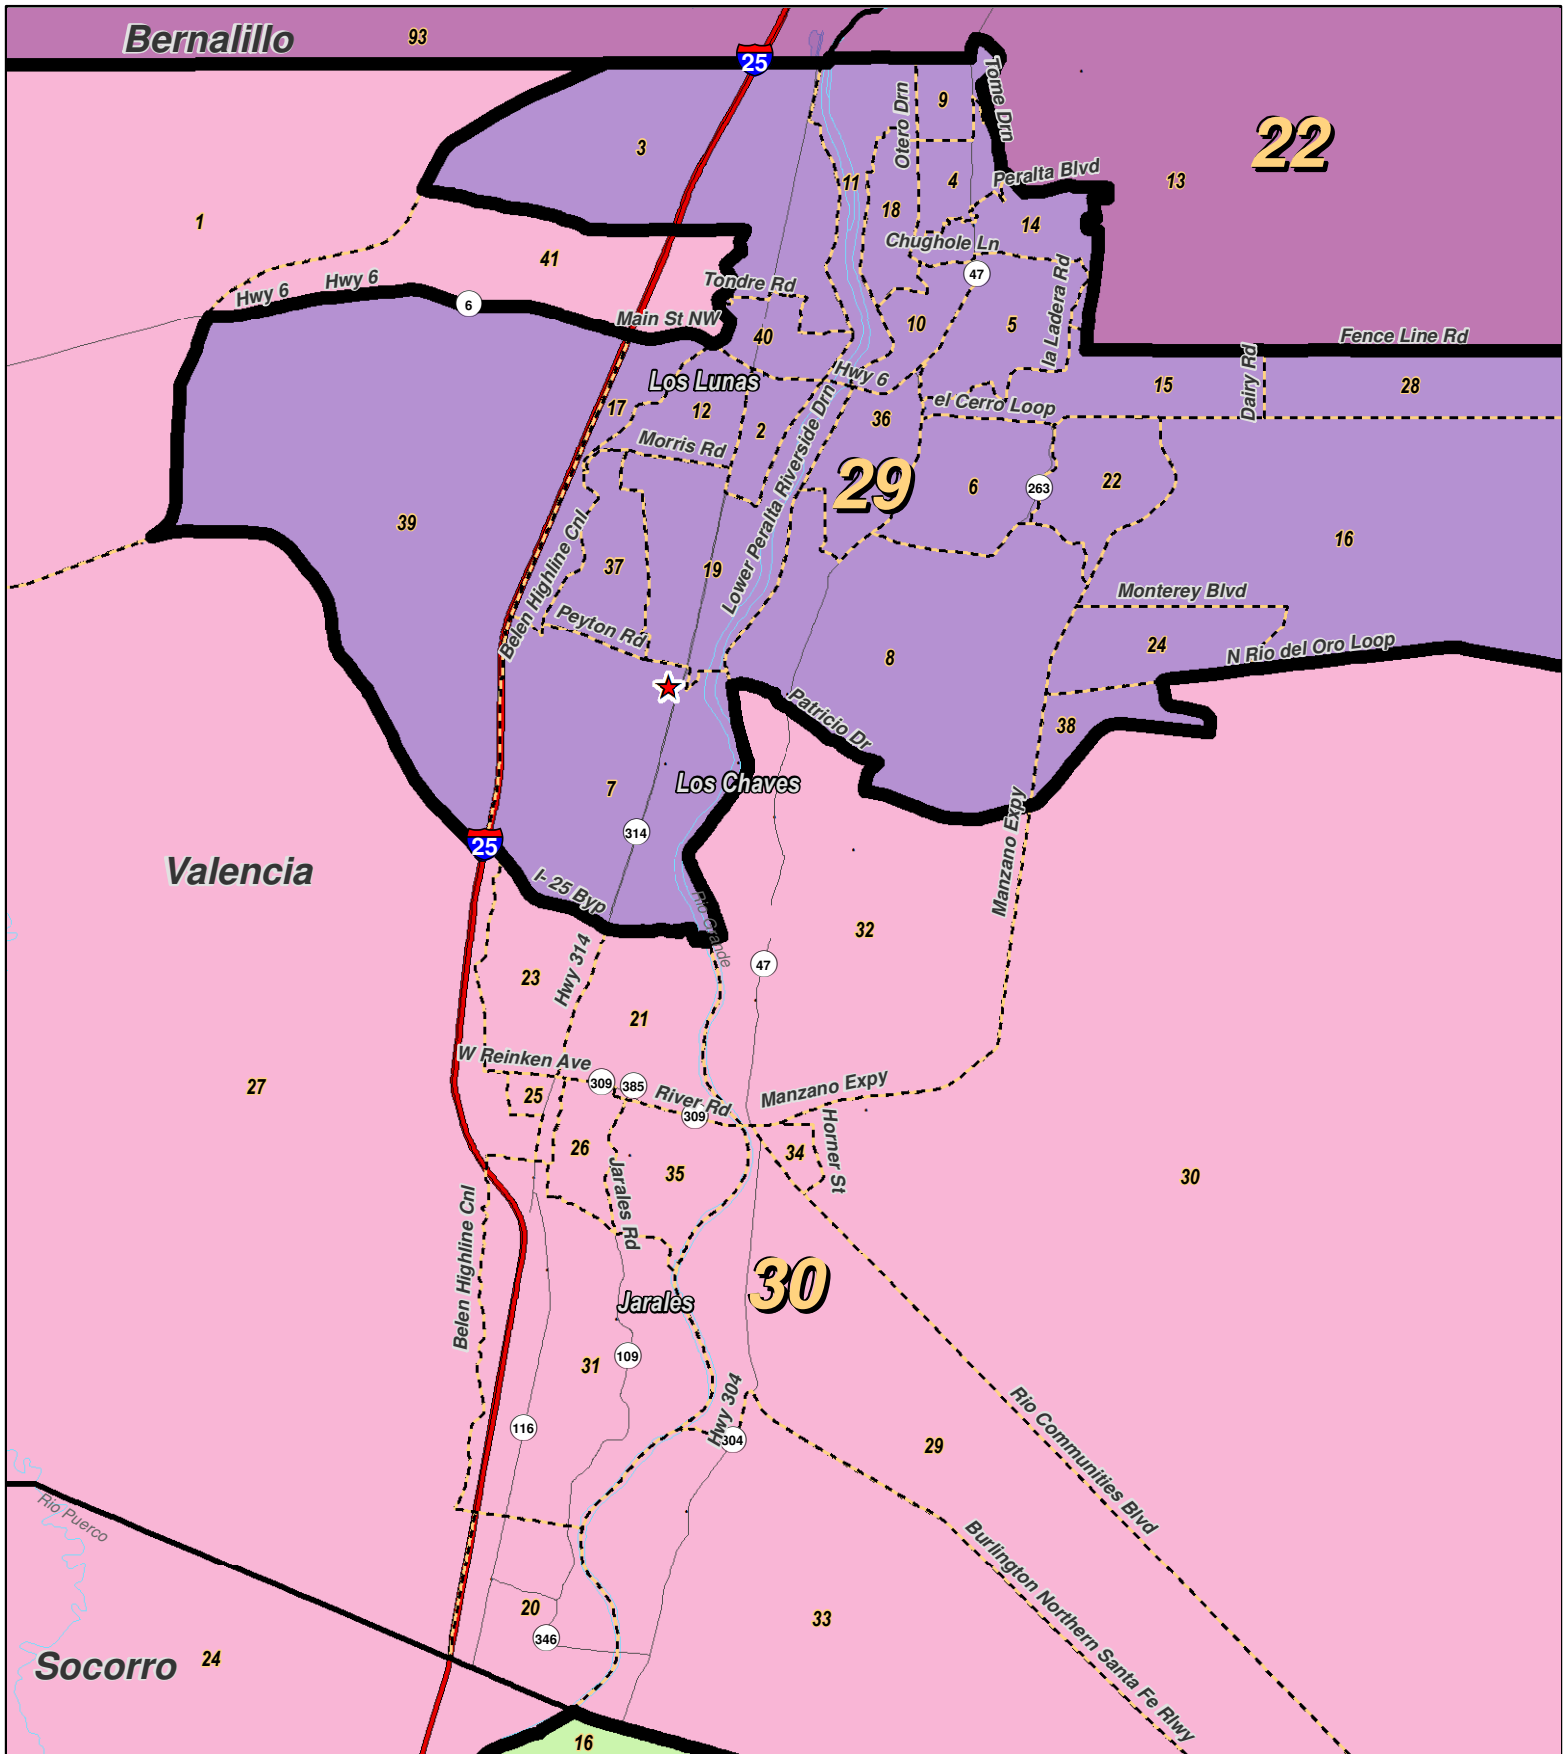 Bernalillo
93
25
22
Tome Drn
9
Otero Drn
3
13
Peralta Blvd
11
4
18
14
1
Chughole Ln
41
47
la Ladera Rd
Tondre Rd
Hwy 6
Hwy 6
6
Main St NW
10
5
40
Fence Line Rd
Los Lunas
Hwy 6
15
Dairy Rd
28
17
12
el Cerro Loop
36
2
Morris Rd
Lower Peralta Riverside Drn
29
6
263
22
39
16
Belen Highline Cnl
37
19
Monterey Blvd
Peyton Rd
24
N Rio del Oro Loop
8
Patricio Dr
38
Los Chaves
7
314
Manzano Expy
25
Valencia
I- 25 Byp
Rio Grande
32
Hwy 314
47
23
21
W Reinken Ave
309
385
River Rd
309
Manzano Expy
27
25
Horner St
26
34
35
30
Jarales Rd
Belen Highline Cnl
30
Jarales
109
31
Hwy 304
304
116
29
Rio Communities Blvd
Rio Puerco
Burlington Northern Santa Fe Rlwy
20
33
346
Socorro
24
16